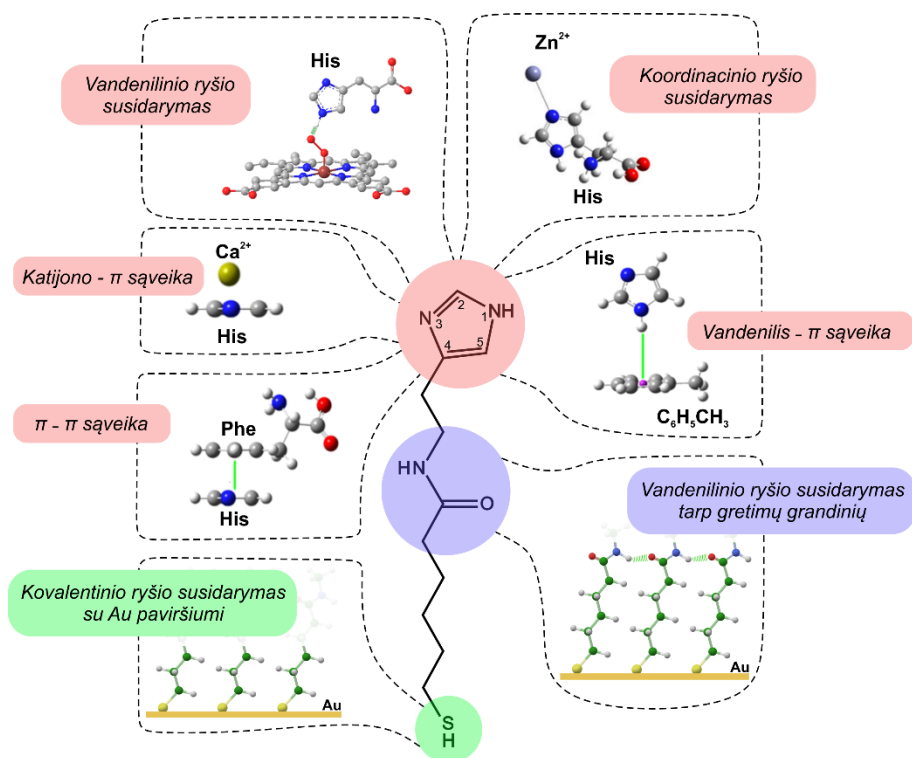 Vandenilinio ryšio
susidarymas
His
Zn²⁺
His
Koordinacinio ryšio
susidarymas
Katijono - π sąveika
Ca²⁺
His
N
3
2
1
NH
4
5
His
C₆H₅CH₃
Vandenilis - π sąveika
π - π sąveika
Phe
His
HN
O
Vandenilinio ryšio susidarymas
tarp gretimų grandinių
Au
Kovalentinio ryšio susidarymas
su Au paviršiumi
Au
S
H